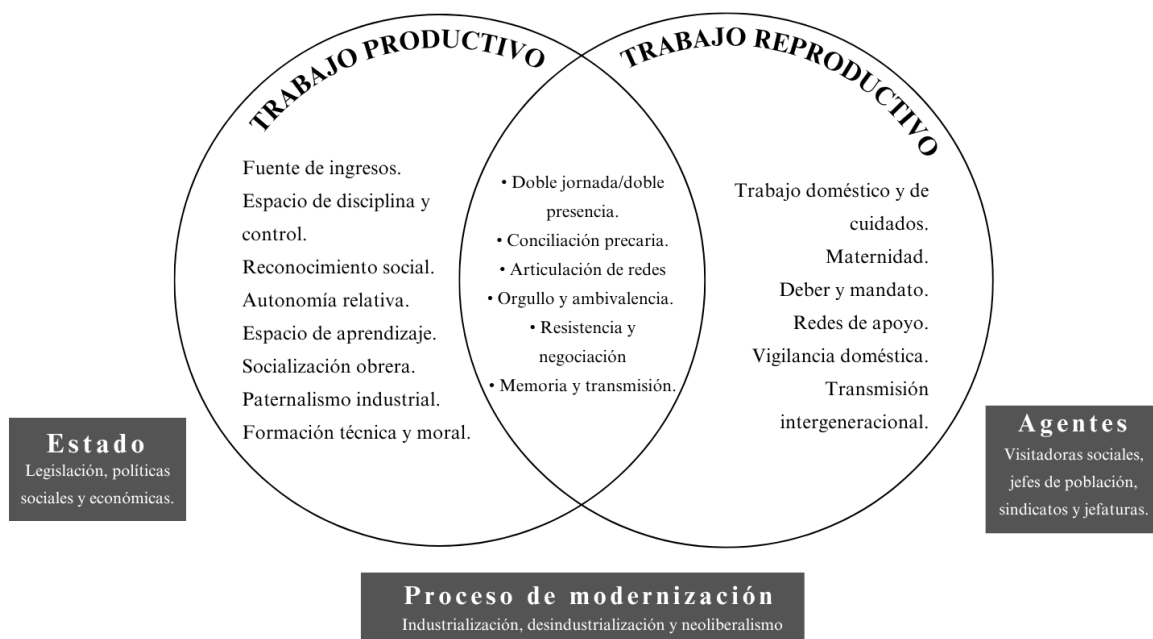 TRABAJO PRODUCTIVO
Fuente de ingresos.
Espacio de disciplina y
control.
Reconocimiento social.
Autonomía relativa.
Espacio de aprendizaje.
Socialización obrera.
Paternalismo industrial.
Formación técnica y moral.
• Doble jornada/doble
presencia.
• Conciliación precaria.
• Articulación de redes
• Orgullo y ambivalencia.
• Resistencia y
negociación
• Memoria y transmisión.
TRABAJO REPRODUCTIVO
Trabajo doméstico y de
cuidados.
Maternidad.
Deber y mandato.
Redes de apoyo.
Vigilancia doméstica.
Transmisión
intergeneracional.
Estado
Legislación, políticas
sociales y económicas.
Agentes
Visitadoras sociales,
jefes de población,
sindicatos y jefaturas.
Proceso de modernización
Industrialización, desindustrialización y neoliberalismo